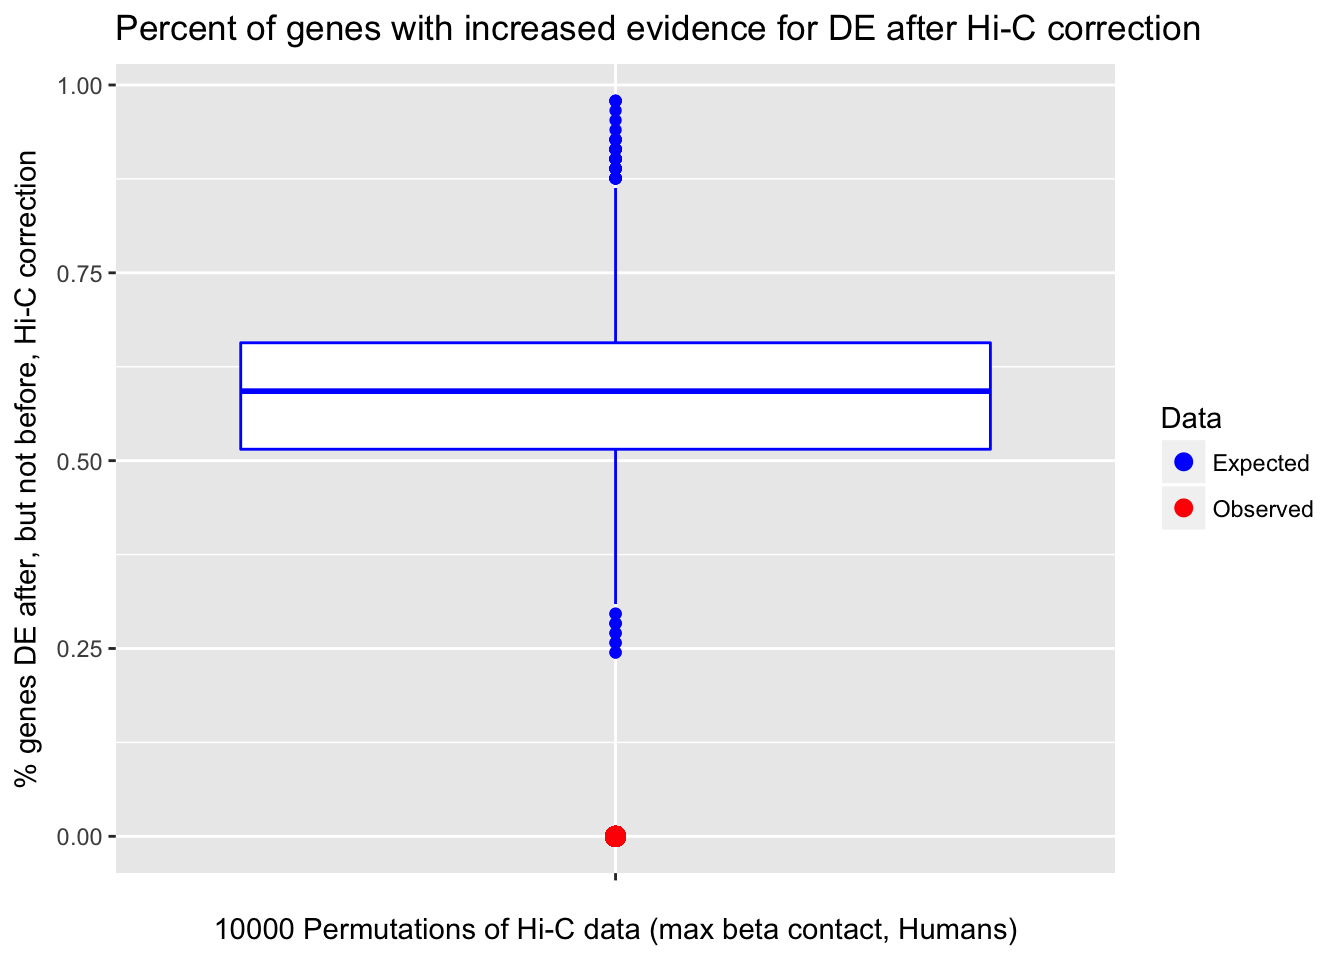 Percent of genes with increased evidence for DE after Hi-C correction
% genes DE after, but not before, Hi-C correction
1.00
0.75
0.50
0.25
0.00
10000 Permutations of Hi-C data (max beta contact, Humans)
Data
Expected
Observed